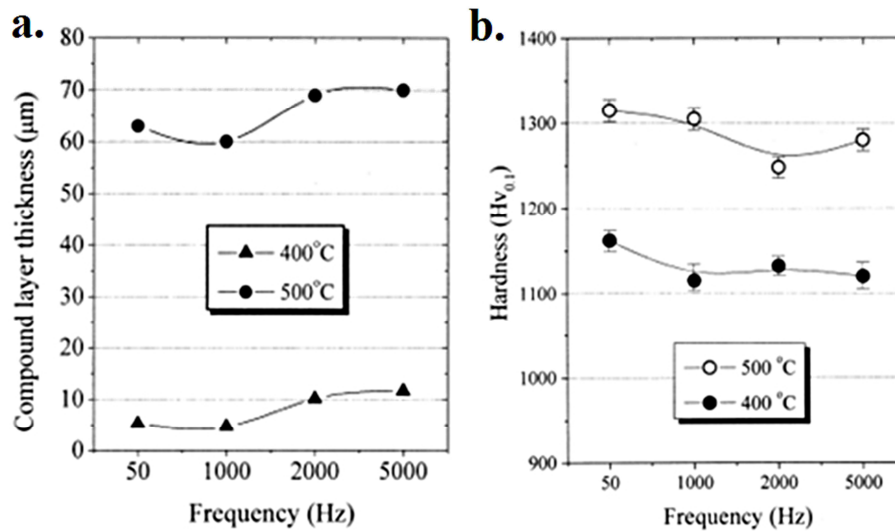 a.
Compound layer thickness (μm)
80
70
60
50
40
30
20
10
0
▲ 400°C
● 500°C
50 1000 2000 5000
Frequency (Hz)
b.
Hardness (Hv0.1)
1400
1300
1200
1100
1000
900
○ 500 °C
● 400 °C
50 1000 2000 5000
Frequency (Hz)